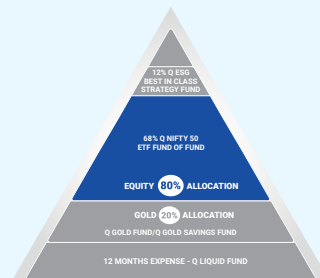 12% Q ESG
BEST IN CLASS
STRATEGY FUND
68% Q NIFTY 50
ETF FUND OF FUND
EQUITY 80% ALLOCATION
GOLD 20% ALLOCATION
Q GOLD FUND/Q GOLD SAVINGS FUND
12 MONTHS EXPENSE - Q LIQUID FUND